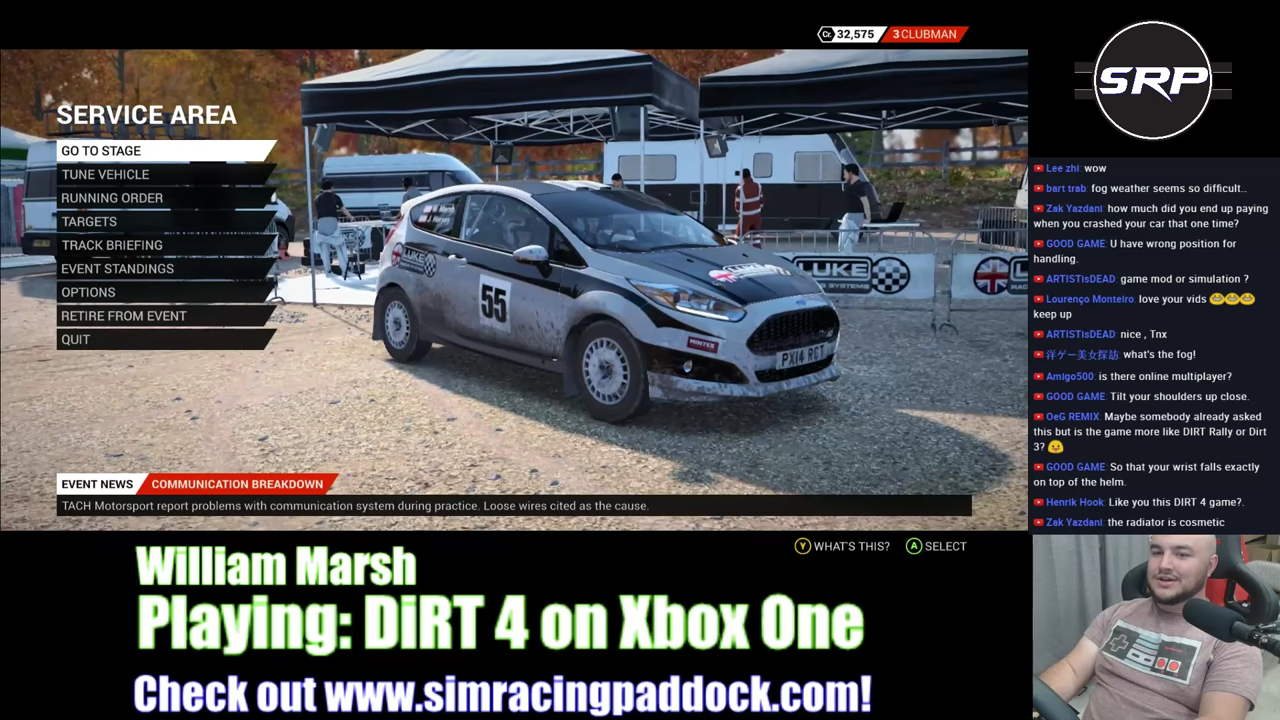 Cr. 32,575 3 CLUBMAN
SRP
SERVICE AREA
GO TO STAGE
TUNE VEHICLE
RUNNING ORDER
TARGETS
TRACK BRIEFING
EVENT STANDINGS
OPTIONS
RETIRE FROM EVENT
QUIT
W. Marsh
55
LUKE
LUKE
MINTEX
PX14 RGT
EVENT NEWS COMMUNICATION BREAKDOWN
TACH Motorsport report problems with communication system during practice. Loose wires cited as the cause.
Y WHAT'S THIS? A SELECT
Lee zhi: wow
bart trab: fog weather seems so difficult..
Zak Yazdani: how much did you end up paying
when you crashed your car that one time?
GOOD GAME: U have wrong position for
handling.
ARTISTisDEAD: game mod or simulation ?
Lourenço Monteiro: love your vids 😂😂😂
keep up
ARTISTisDEAD: nice , Tnx
洋ゲー美女探訪: what's the fog!
Amigo500: is there online multiplayer?
GOOD GAME: Tilt your shoulders up close.
OeG REMIX: Maybe somebody already asked
this but is the game more like DIRT Rally or Dirt
3? 😛
GOOD GAME: So that your wrist falls exactly
on top of the helm.
Henrik Hook: Like you this DIRT 4 game?.
Zak Yazdani: the radiator is cosmetic
William Marsh
Playing: DiRT 4 on Xbox One
Check out www.simracingpaddock.com!